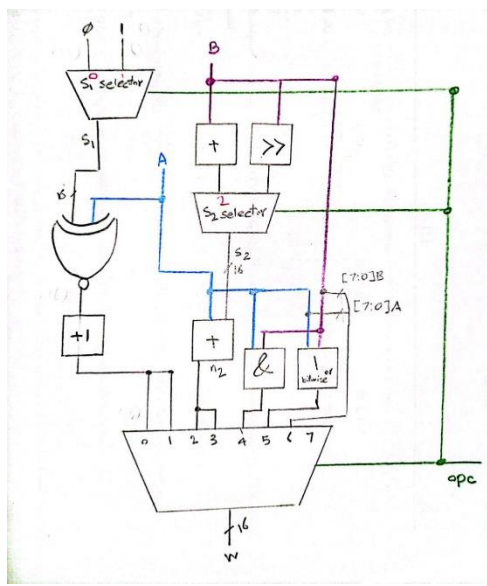 ∅ 1
0
S1 selector
B
S1
A
+
>>
2
S2 selector
16
S2
16
[7:0]B
[7:0]A
+1
+
n2
&
|
or
bitwise
0 1 2 3 4 5 6 7
opc
16
W